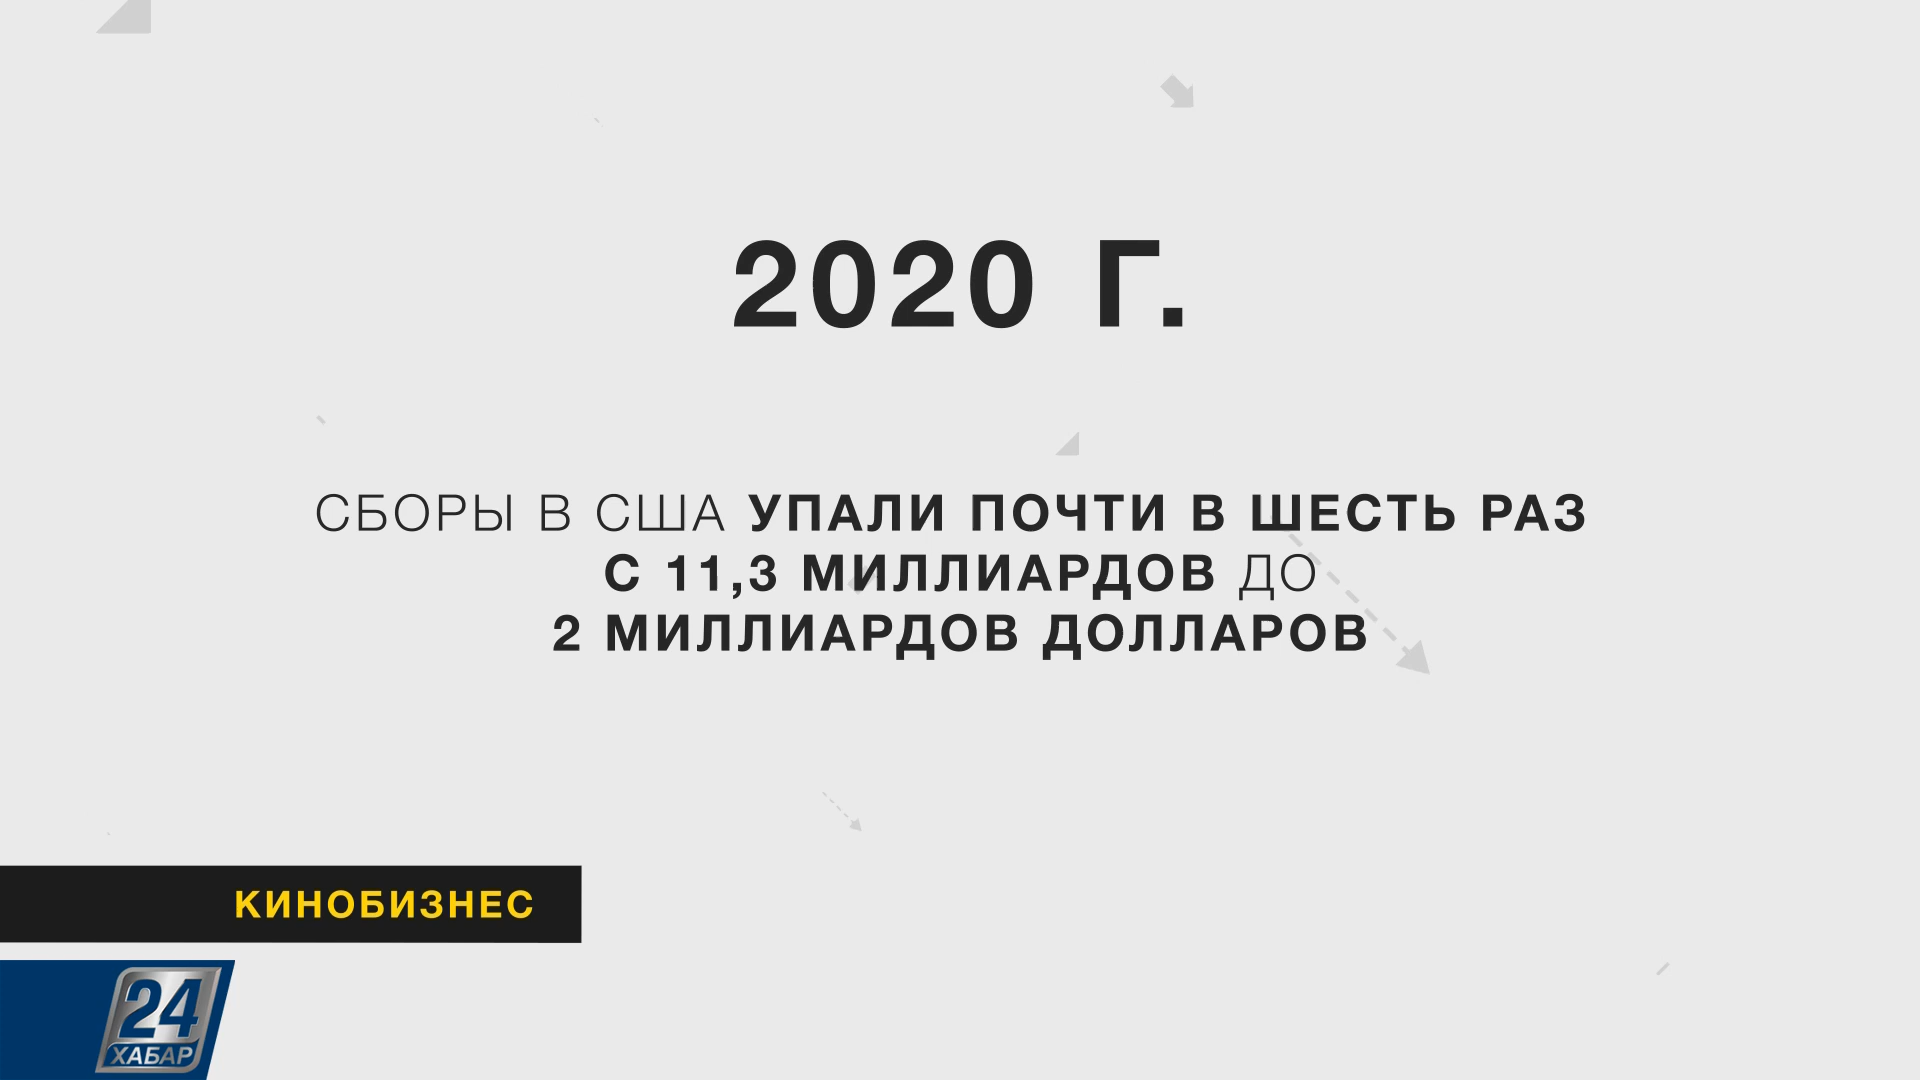 2020 Г.
СБОРЫ В США УПАЛИ ПОЧТИ В ШЕСТЬ РАЗ
С 11,3 МИЛЛИАРДОВ ДО
2 МИЛЛИАРДОВ ДОЛЛАРОВ
КИНОБИЗНЕС
24
ХАБАР